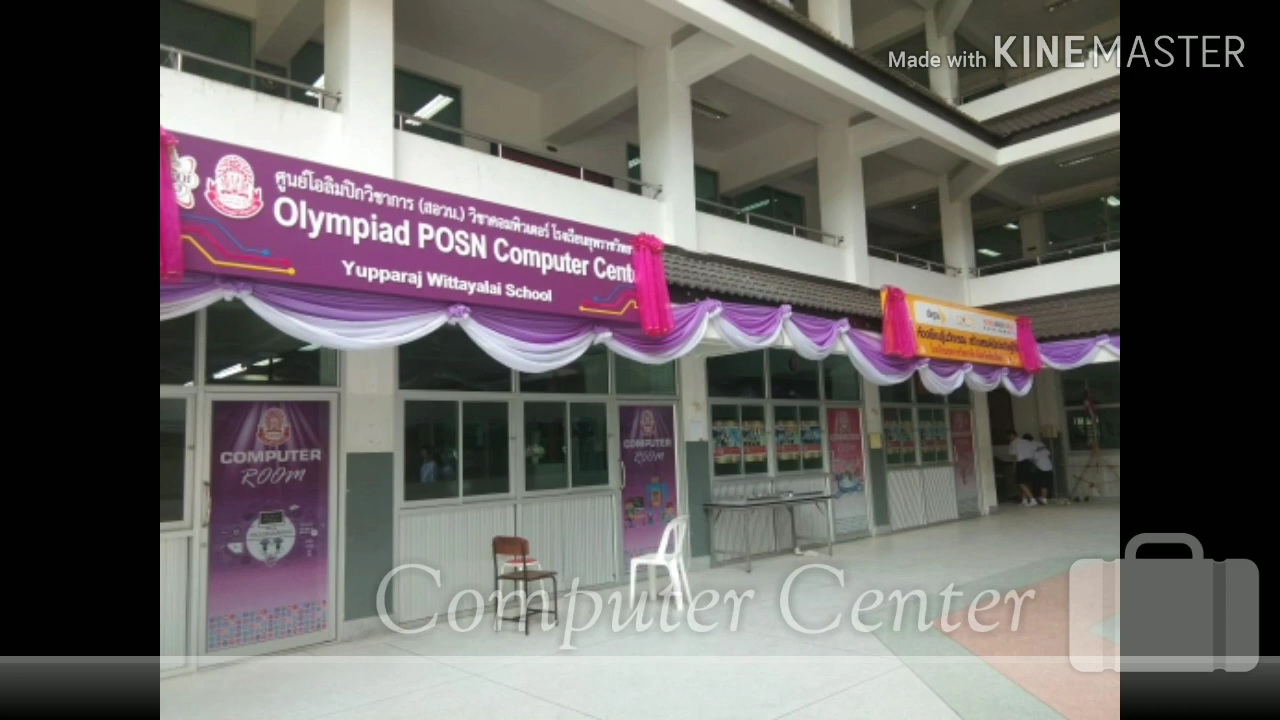 Made with KINEMASTER
ศูนย์โอลิมปิกวิชาการ (สอวน.) วิชาคอมพิวเตอร์ โรงเรียนยุพราชวิทยา
Olympiad POSN Computer Cent
Yupparaj Wittayalai School
depa
COMPUTER
ROOM
COMPUTER
ROOM
COMPUTER
Computer Center